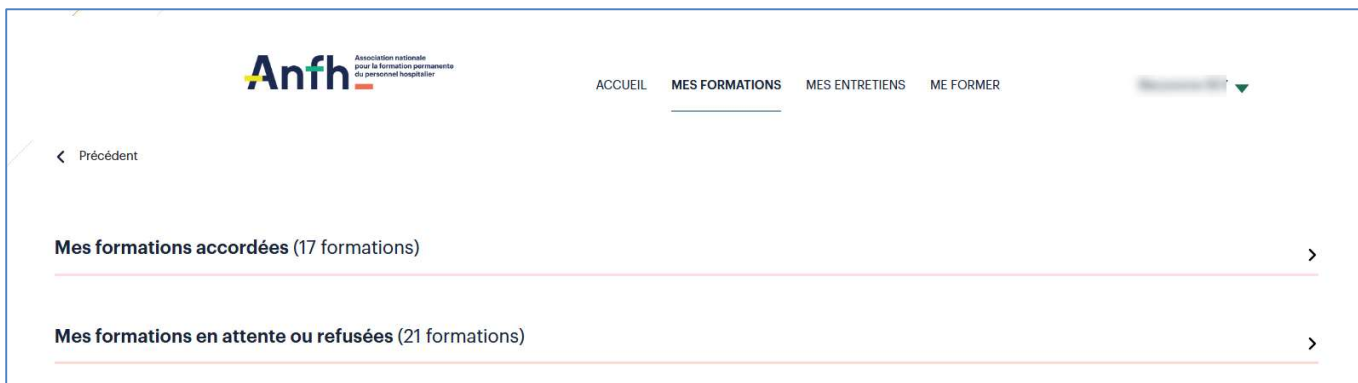 Anfh
Association nationale
pour la formation permanente
du personnel hospitalier
ACCUEIL MES FORMATIONS MES ENTRETIENS ME FORMER
Précédent
Mes formations accordées (17 formations)
Mes formations en attente ou refusées (21 formations)